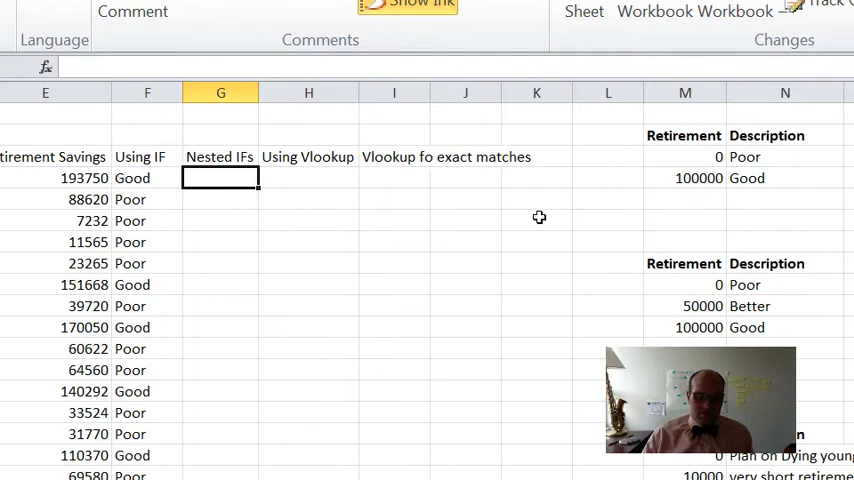 Show Ink
Track C
Comment
Sheet Workbook Workbook
Language
Comments
Changes
fx
E F G H I J K L M N
Retirement Description
tirement Savings Using IF Nested IFs Using Vlookup Vlookup fo exact matches 0 Poor
193750 Good 100000 Good
88620 Poor
7232 Poor
11565 Poor
23265 Poor Retirement Description
151668 Good 0 Poor
39720 Poor 50000 Better
170050 Good 100000 Good
60622 Poor
64560 Poor
140292 Good
33524 Poor
31770 Poor n
110370 Good 0 Plan on Dying young
69580 Poor 10000 very short retireme